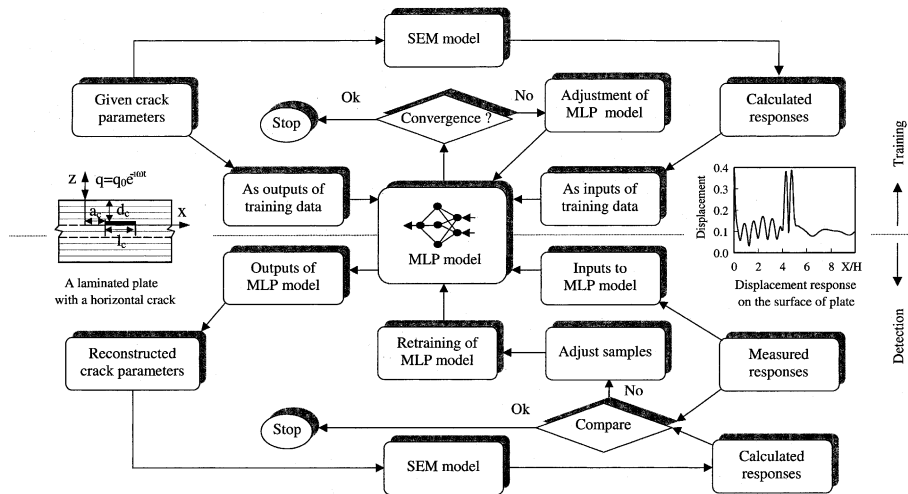 SEM model
Given crack
parameters
Ok
No
Stop
Convergence ?
Adjustment of
MLP model
Calculated
responses
Training
Z
q=q₀e⁻ⁱωᵗ
a_c
d_c
X
l_c
A laminated plate
with a horizontal crack
As outputs of
training data
MLP model
As inputs of
training data
Displacement
0.4
0.3
0.2
0.1
0.0
0 2 4 6 8 X/H
Displacement response
on the surface of plate
Outputs of
MLP model
Inputs to
MLP model
Detection
Reconstructed
crack parameters
Retraining of
MLP model
Adjust samples
Measured
responses
Ok
No
Stop
Compare
SEM model
Calculated
responses